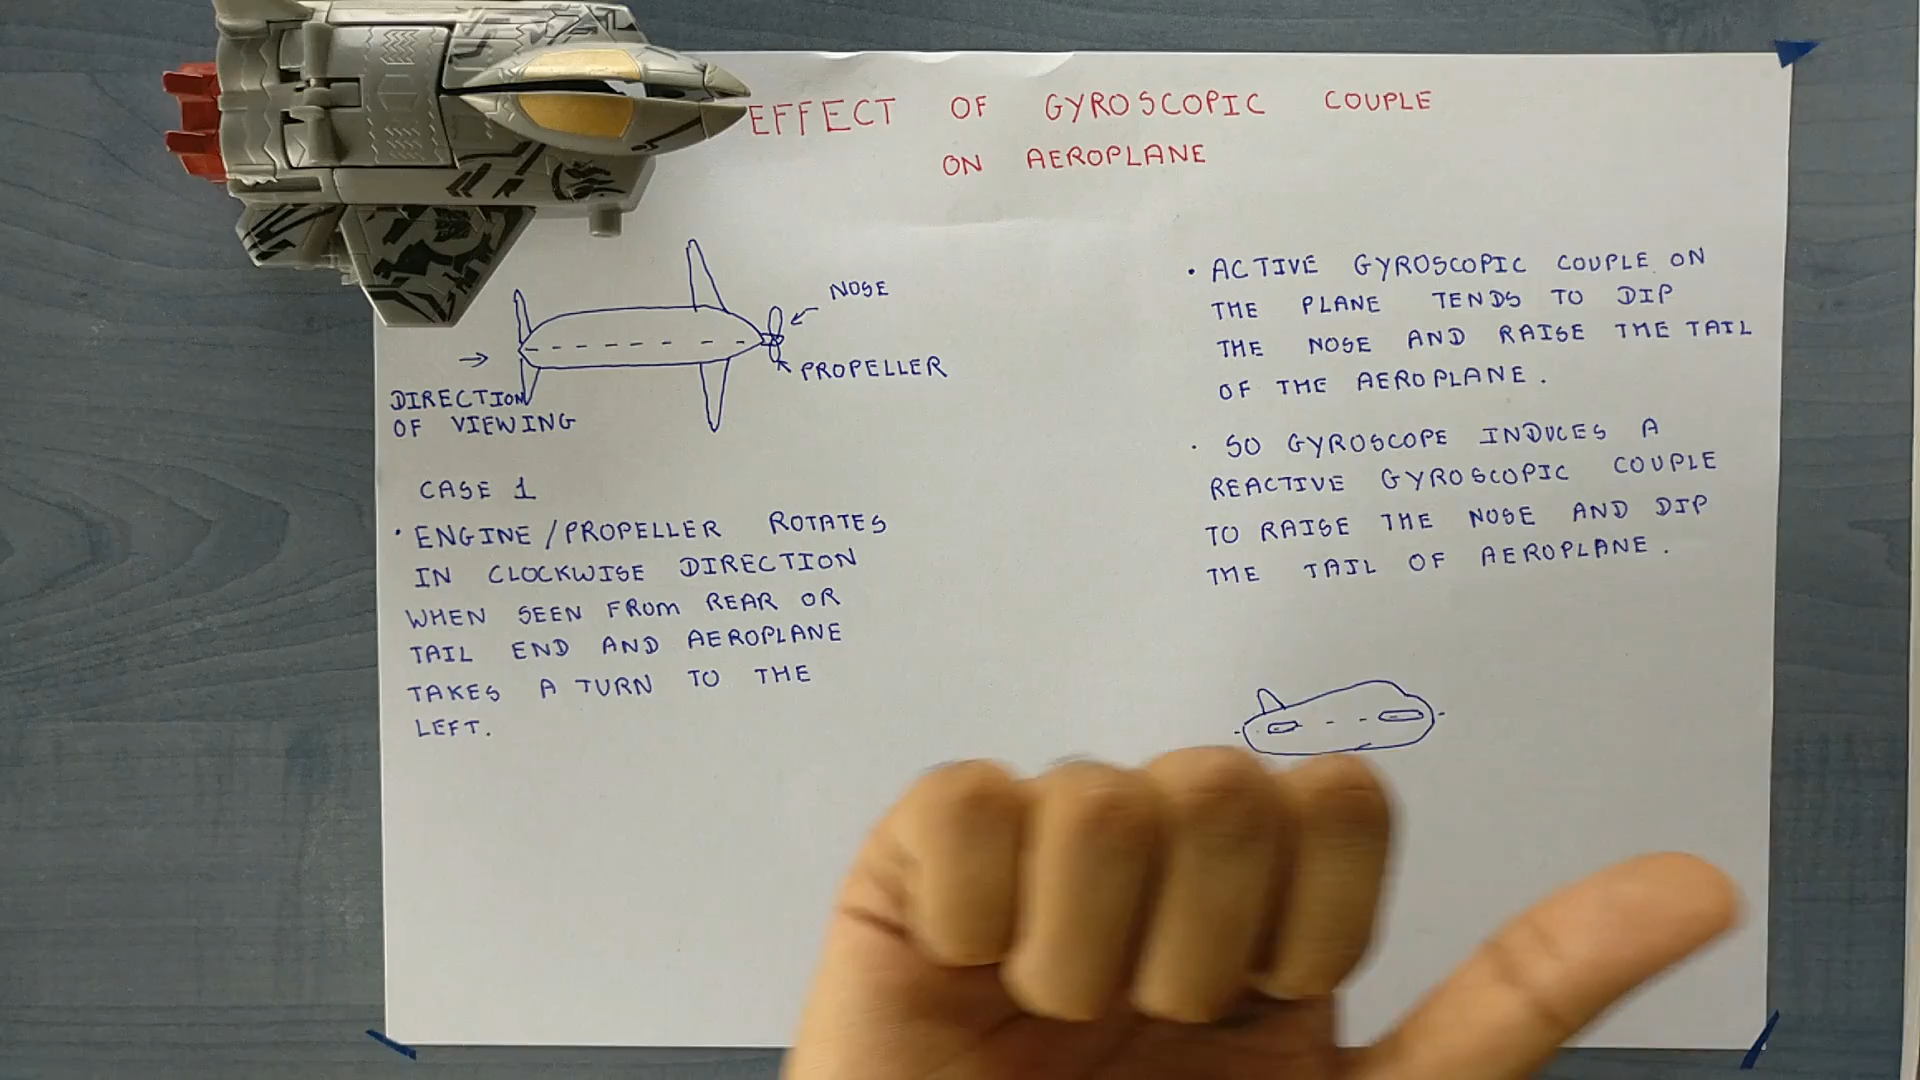 EFFECT OF GYROSCOPIC COUPLE
ON AEROPLANE
NOSE
PROPELLER
DIRECTION
OF VIEWING
CASE 1
• ENGINE / PROPELLER ROTATES
IN CLOCKWISE DIRECTION
WHEN SEEN FROM REAR OR
TAIL END AND AEROPLANE
TAKES A TURN TO THE
LEFT.
• ACTIVE GYROSCOPIC COUPLE ON
THE PLANE TENDS TO DIP
THE NOSE AND RAISE THE TAIL
OF THE AEROPLANE.
• SO GYROSCOPE INDUCES A
REACTIVE GYROSCOPIC COUPLE
TO RAISE THE NOSE AND DIP
THE TAIL OF AEROPLANE.